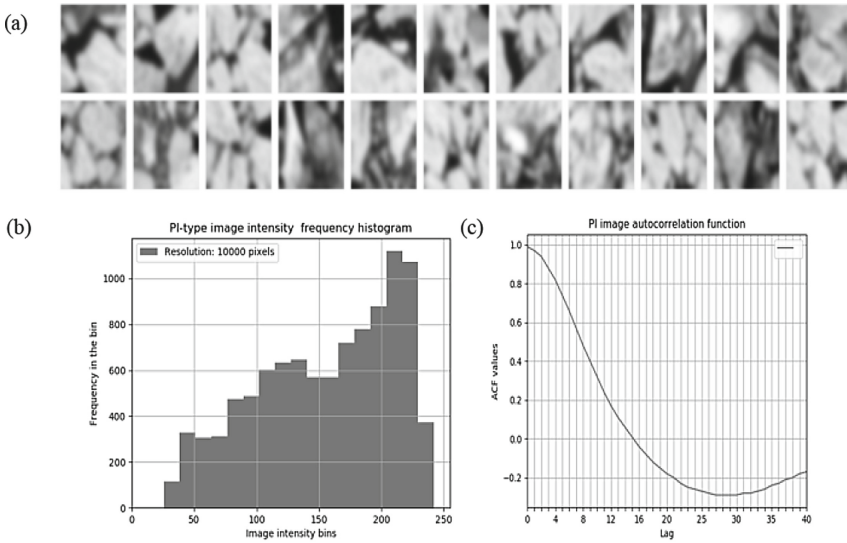 (a)
(b)
PI-type image intensity frequency histogram
Resolution: 10000 pixels
Frequency in the bin
1000
800
600
400
200
0
0 50 100 150 200 250
Image intensity bins
(c)
PI image autocorrelation function
ACF values
1.0
0.8
0.6
0.4
0.2
0.0
−0.2
0 4 8 12 16 20 25 30 36 40
Lag